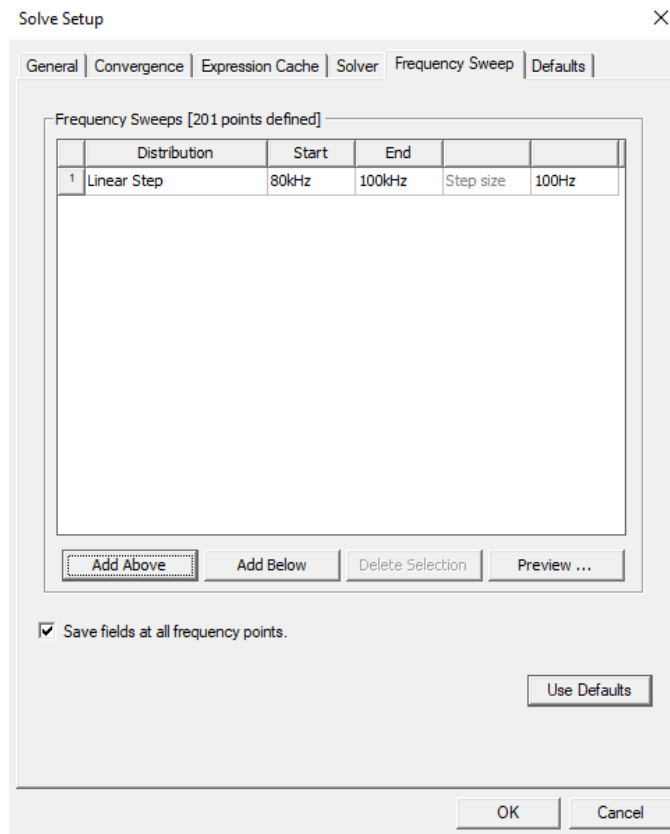 Solve Setup
General Convergence Expression Cache Solver Frequency Sweep Defaults
Frequency Sweeps [201 points defined]
Distribution Start End
1 Linear Step 80kHz 100kHz Step size 100Hz
Add Above Add Below Delete Selection Preview ...
Save fields at all frequency points.
Use Defaults
OK Cancel